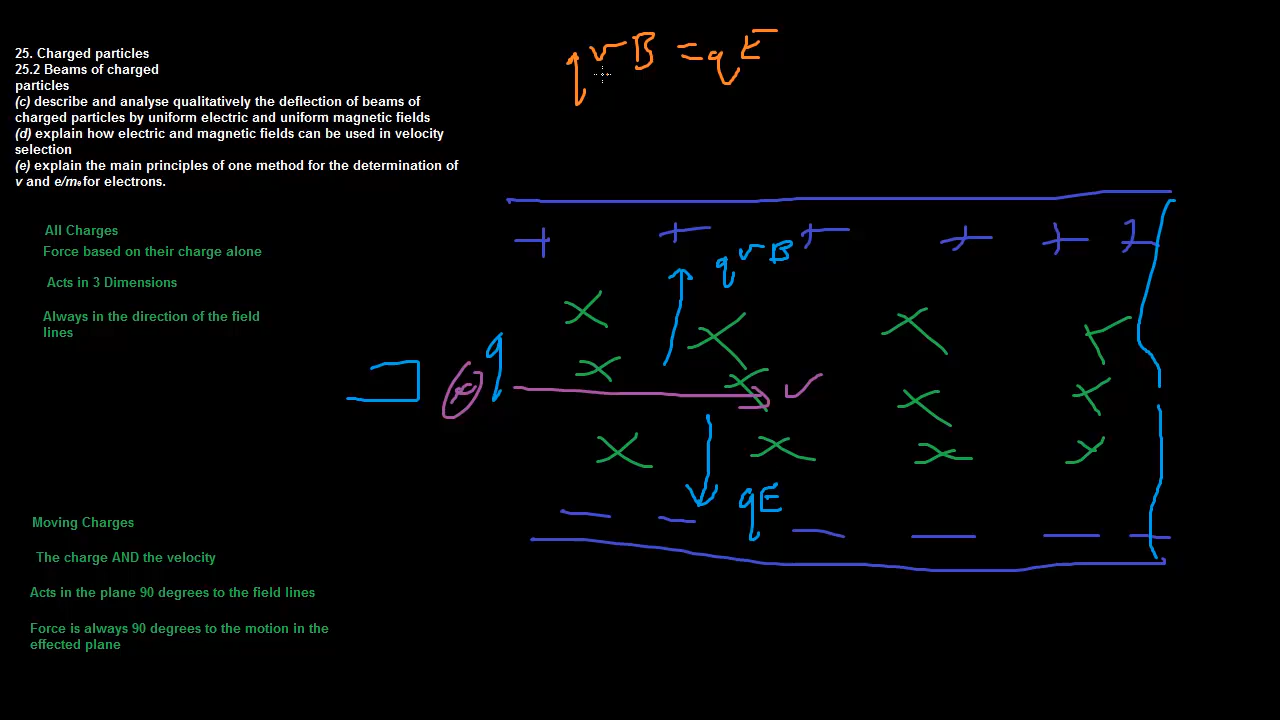 25. Charged particles
25.2 Beams of charged
particles
(c) describe and analyse qualitatively the deflection of beams of
charged particles by uniform electric and uniform magnetic fields
(d) explain how electric and magnetic fields can be used in velocity
selection
(e) explain the main principles of one method for the determination of
v and e/me for electrons.
qvB = qE
All Charges
Force based on their charge alone
Acts in 3 Dimensions
Always in the direction of the field
lines
+ + + + + +
qvB
q
v
qE
Moving Charges
The charge AND the velocity
Acts in the plane 90 degrees to the field lines
Force is always 90 degrees to the motion in the
effected plane